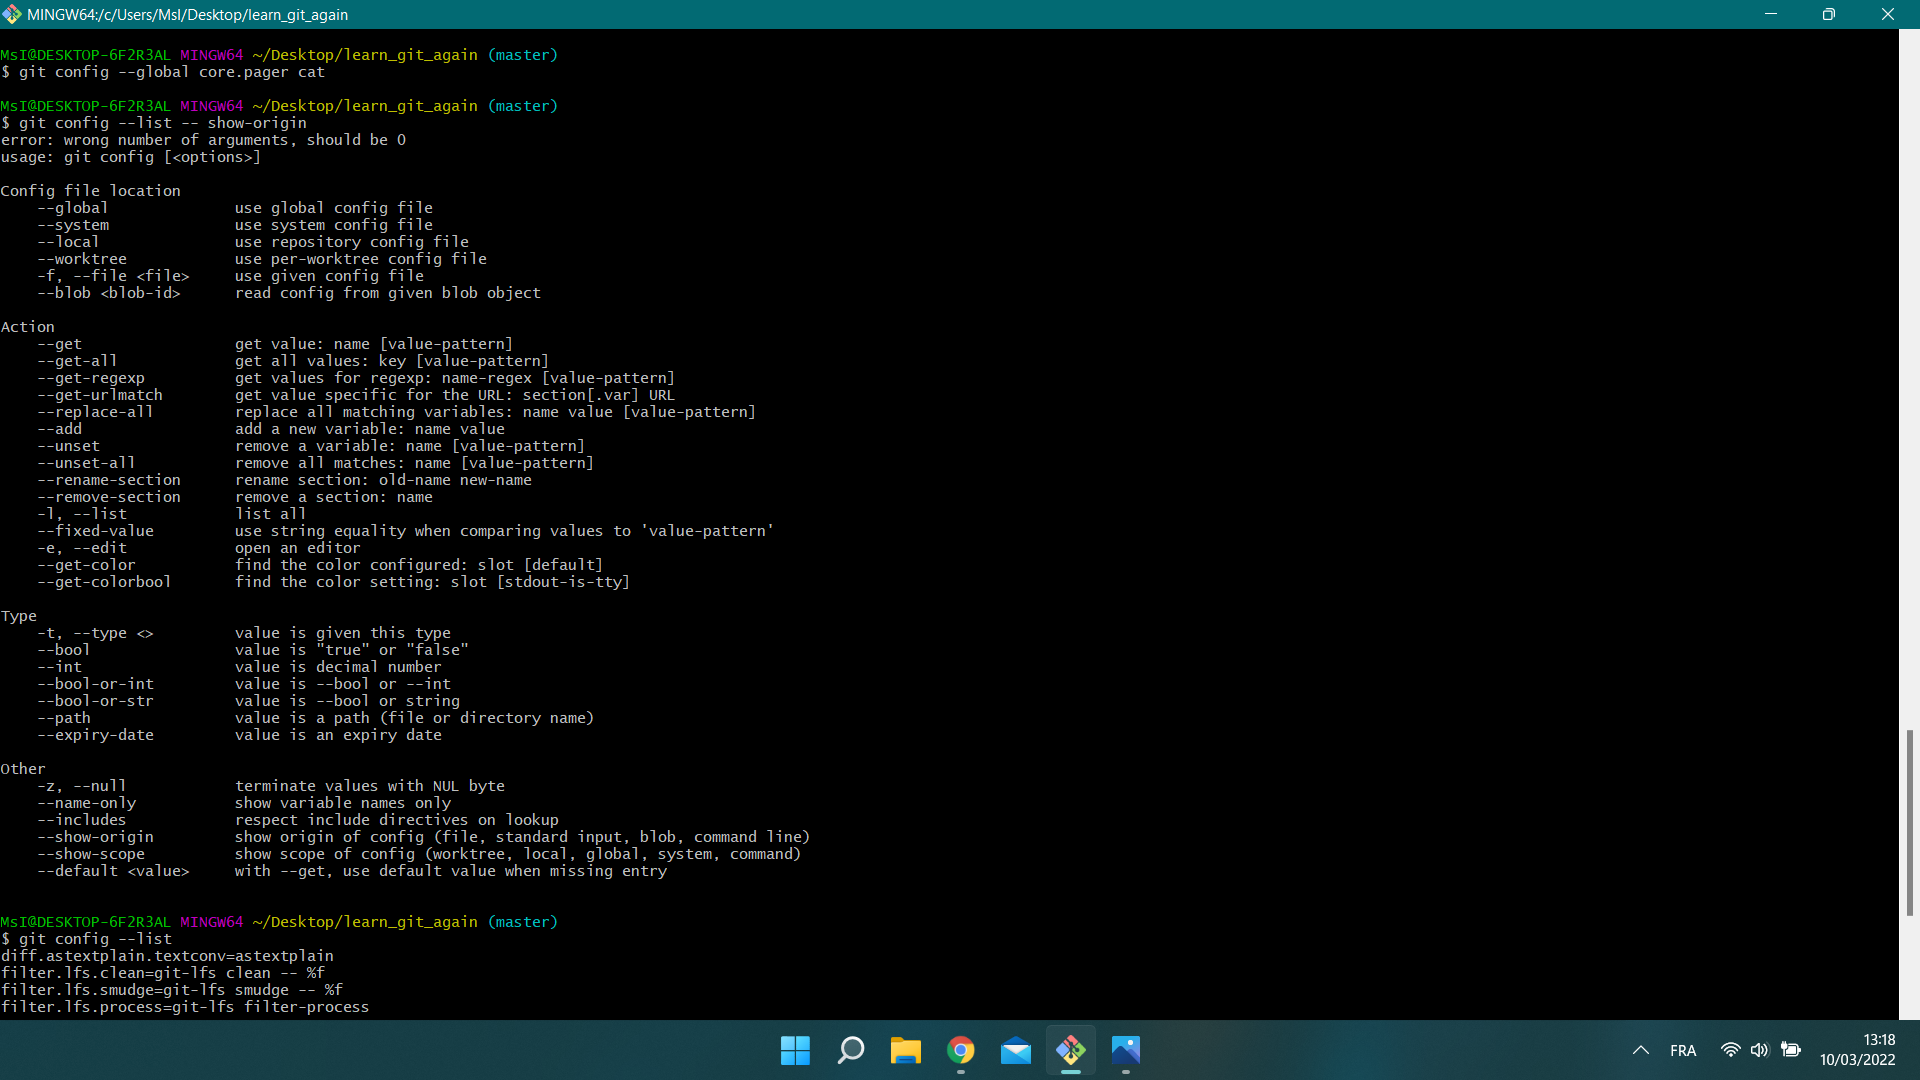 MINGW64:/c/Users/MsI/Desktop/learn_git_again
MsI@DESKTOP-6F2R3AL MINGW64 ~/Desktop/learn_git_again (master)
$ git config --global core.pager cat
MsI@DESKTOP-6F2R3AL MINGW64 ~/Desktop/learn_git_again (master)
$ git config --list -- show-origin
error: wrong number of arguments, should be 0
usage: git config [<options>]
Config file location
--global use global config file
--system use system config file
--local use repository config file
--worktree use per-worktree config file
-f, --file <file> use given config file
--blob <blob-id> read config from given blob object
Action
--get get value: name [value-pattern]
--get-all get all values: key [value-pattern]
--get-regexp get values for regexp: name-regex [value-pattern]
--get-urlmatch get value specific for the URL: section[.var] URL
--replace-all replace all matching variables: name value [value-pattern]
--add add a new variable: name value
--unset remove a variable: name [value-pattern]
--unset-all remove all matches: name [value-pattern]
--rename-section rename section: old-name new-name
--remove-section remove a section: name
-l, --list list all
--fixed-value use string equality when comparing values to 'value-pattern'
-e, --edit open an editor
--get-color find the color configured: slot [default]
--get-colorbool find the color setting: slot [stdout-is-tty]
Type
-t, --type <> value is given this type
--bool value is "true" or "false"
--int value is decimal number
--bool-or-int value is --bool or --int
--bool-or-str value is --bool or string
--path value is a path (file or directory name)
--expiry-date value is an expiry date
Other
-z, --null terminate values with NUL byte
--name-only show variable names only
--includes respect include directives on lookup
--show-origin show origin of config (file, standard input, blob, command line)
--show-scope show scope of config (worktree, local, global, system, command)
--default <value> with --get, use default value when missing entry
MsI@DESKTOP-6F2R3AL MINGW64 ~/Desktop/learn_git_again (master)
$ git config --list
diff.astextplain.textconv=astextplain
filter.lfs.clean=git-lfs clean -- %f
filter.lfs.smudge=git-lfs smudge -- %f
filter.lfs.process=git-lfs filter-process
FRA
13:18
10/03/2022